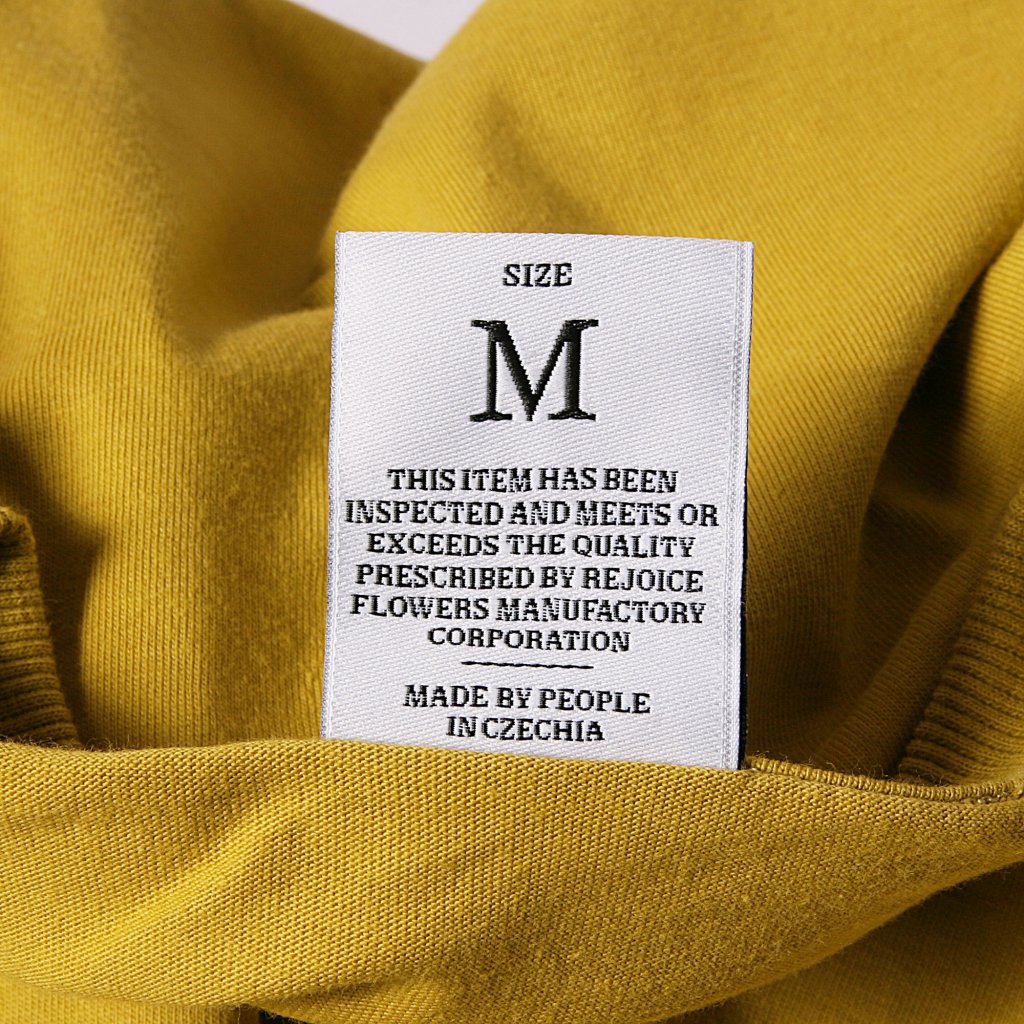 SIZE
M
THIS ITEM HAS BEEN
INSPECTED AND MEETS OR
EXCEEDS THE QUALITY
PRESCRIBED BY REJOICE
FLOWERS MANUFACTORY
CORPORATION
MADE BY PEOPLE
IN CZECHIA